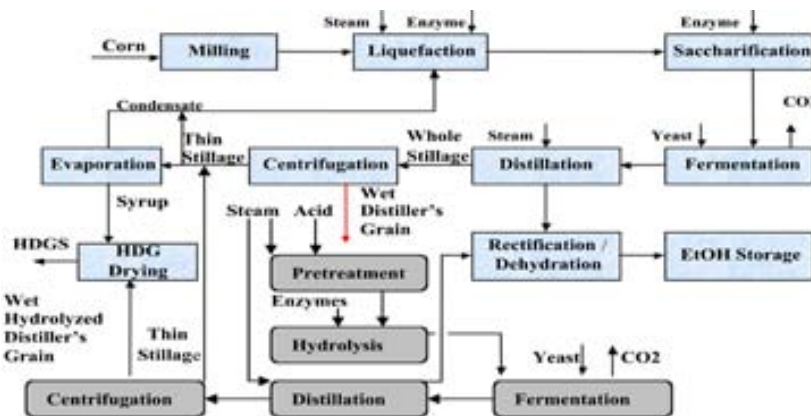 Steam
Enzyme
Enzyme
Corn
Milling
Liquefaction
Saccharification
CO
Condensate
Thin
Stillage
Whole
Stillage
Steam
Yeast
Evaporation
Centrifugation
Distillation
Fermentation
Syrup
Wet
Distiller's
Grain
Steam
Acid
HDGS
HDG
Drying
Rectification /
Dehydration
EtOH Storage
Pretreatment
Enzymes
Wet
Hydrolyzed
Distiller's
Grain
Thin
Stillage
Hydrolysis
Yeast
CO2
Centrifugation
Distillation
Fermentation